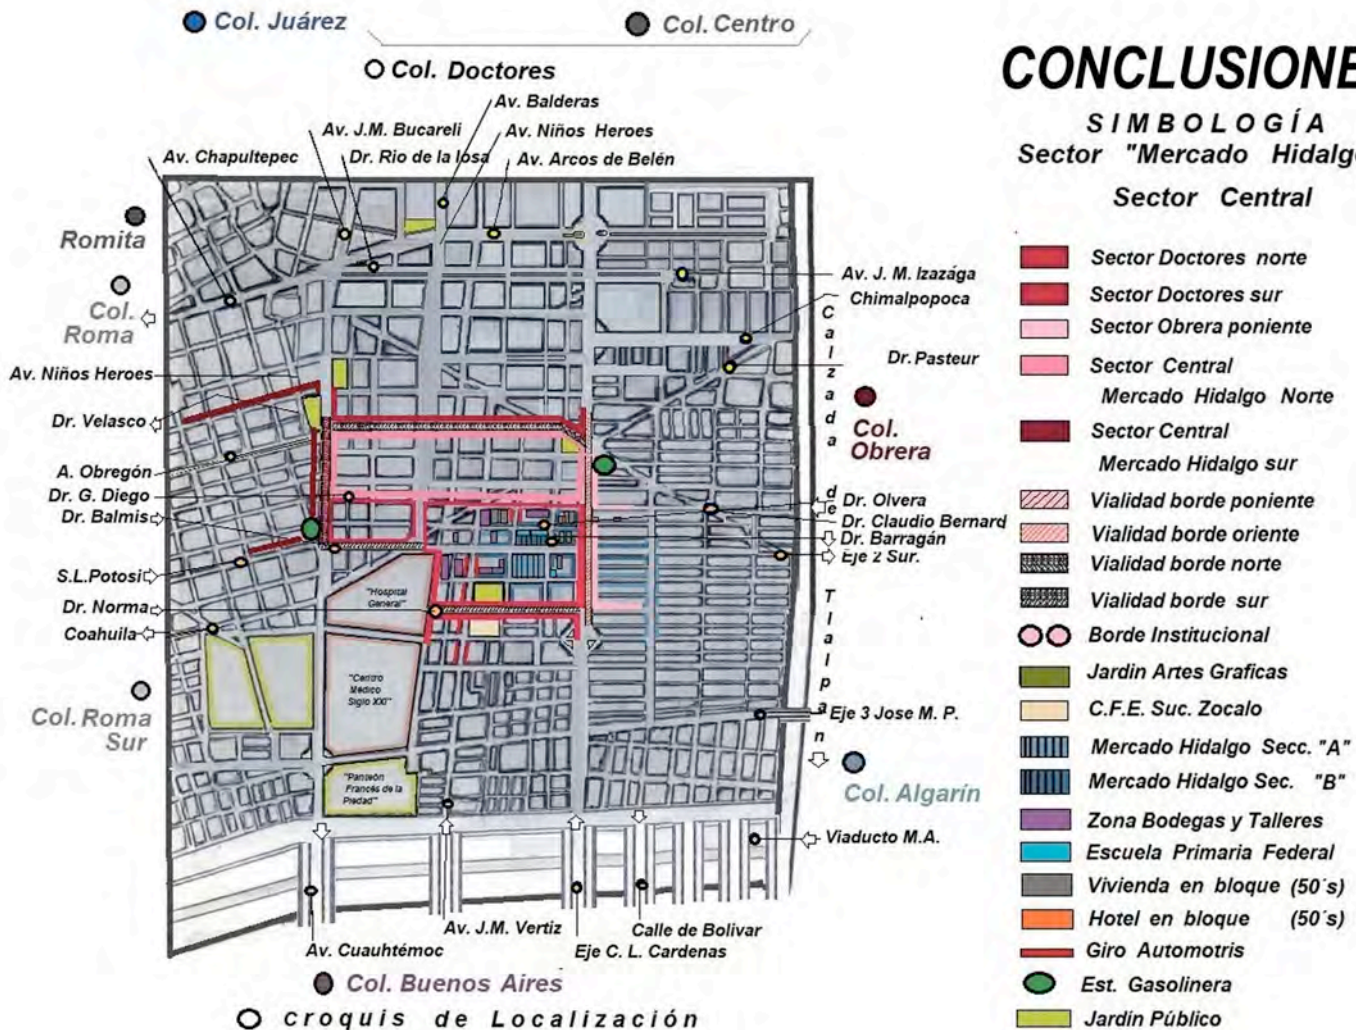 Col. Juárez
Col. Centro
Col. Doctores
Av. Balderas
Av. J.M. Bucareli
Av. Niños Heroes
Av. Chapultepec
Dr. Rio de la losa
Av. Arcos de Belén
Romita
Col.
Roma
Av. Niños Heroes
Dr. Velasco
A. Obregón
Dr. G. Diego
Dr. Balmis
S.L.Potosi
Dr. Norma
Coahuila
Col. Roma
Sur
Av. J. M. Izazága
Chimalpopoca
Dr. Pasteur
Calzada de Tlalpan
Col.
Obrera
Dr. Olvera
Dr. Claudio Bernard
Dr. Barragán
Eje 2 Sur.
Eje 3 Jose M. P.
Col. Algarín
Viaducto M.A.
"Hospital
General"
"Centro
Médico
Siglo XXI"
"Panteón
Francés de la
Piedad"
Av. Cuauhtémoc
Av. J.M. Vertiz
Eje C. L. Cardenas
Calle de Bolivar
Col. Buenos Aires
croquis de Localización
CONCLUSIONE
SIMBOLOGÍA
Sector "Mercado Hidalgo
Sector Central
Sector Doctores norte
Sector Doctores sur
Sector Obrera poniente
Sector Central
Mercado Hidalgo Norte
Sector Central
Mercado Hidalgo sur
Vialidad borde poniente
Vialidad borde oriente
Vialidad borde norte
Vialidad borde sur
Borde Institucional
Jardin Artes Graficas
C.F.E. Suc. Zocalo
Mercado Hidalgo Secc. "A"
Mercado Hidalgo Sec. "B"
Zona Bodegas y Talleres
Escuela Primaria Federal
Vivienda en bloque (50´s)
Hotel en bloque (50´s)
Giro Automotris
Est. Gasolinera
Jardín Público